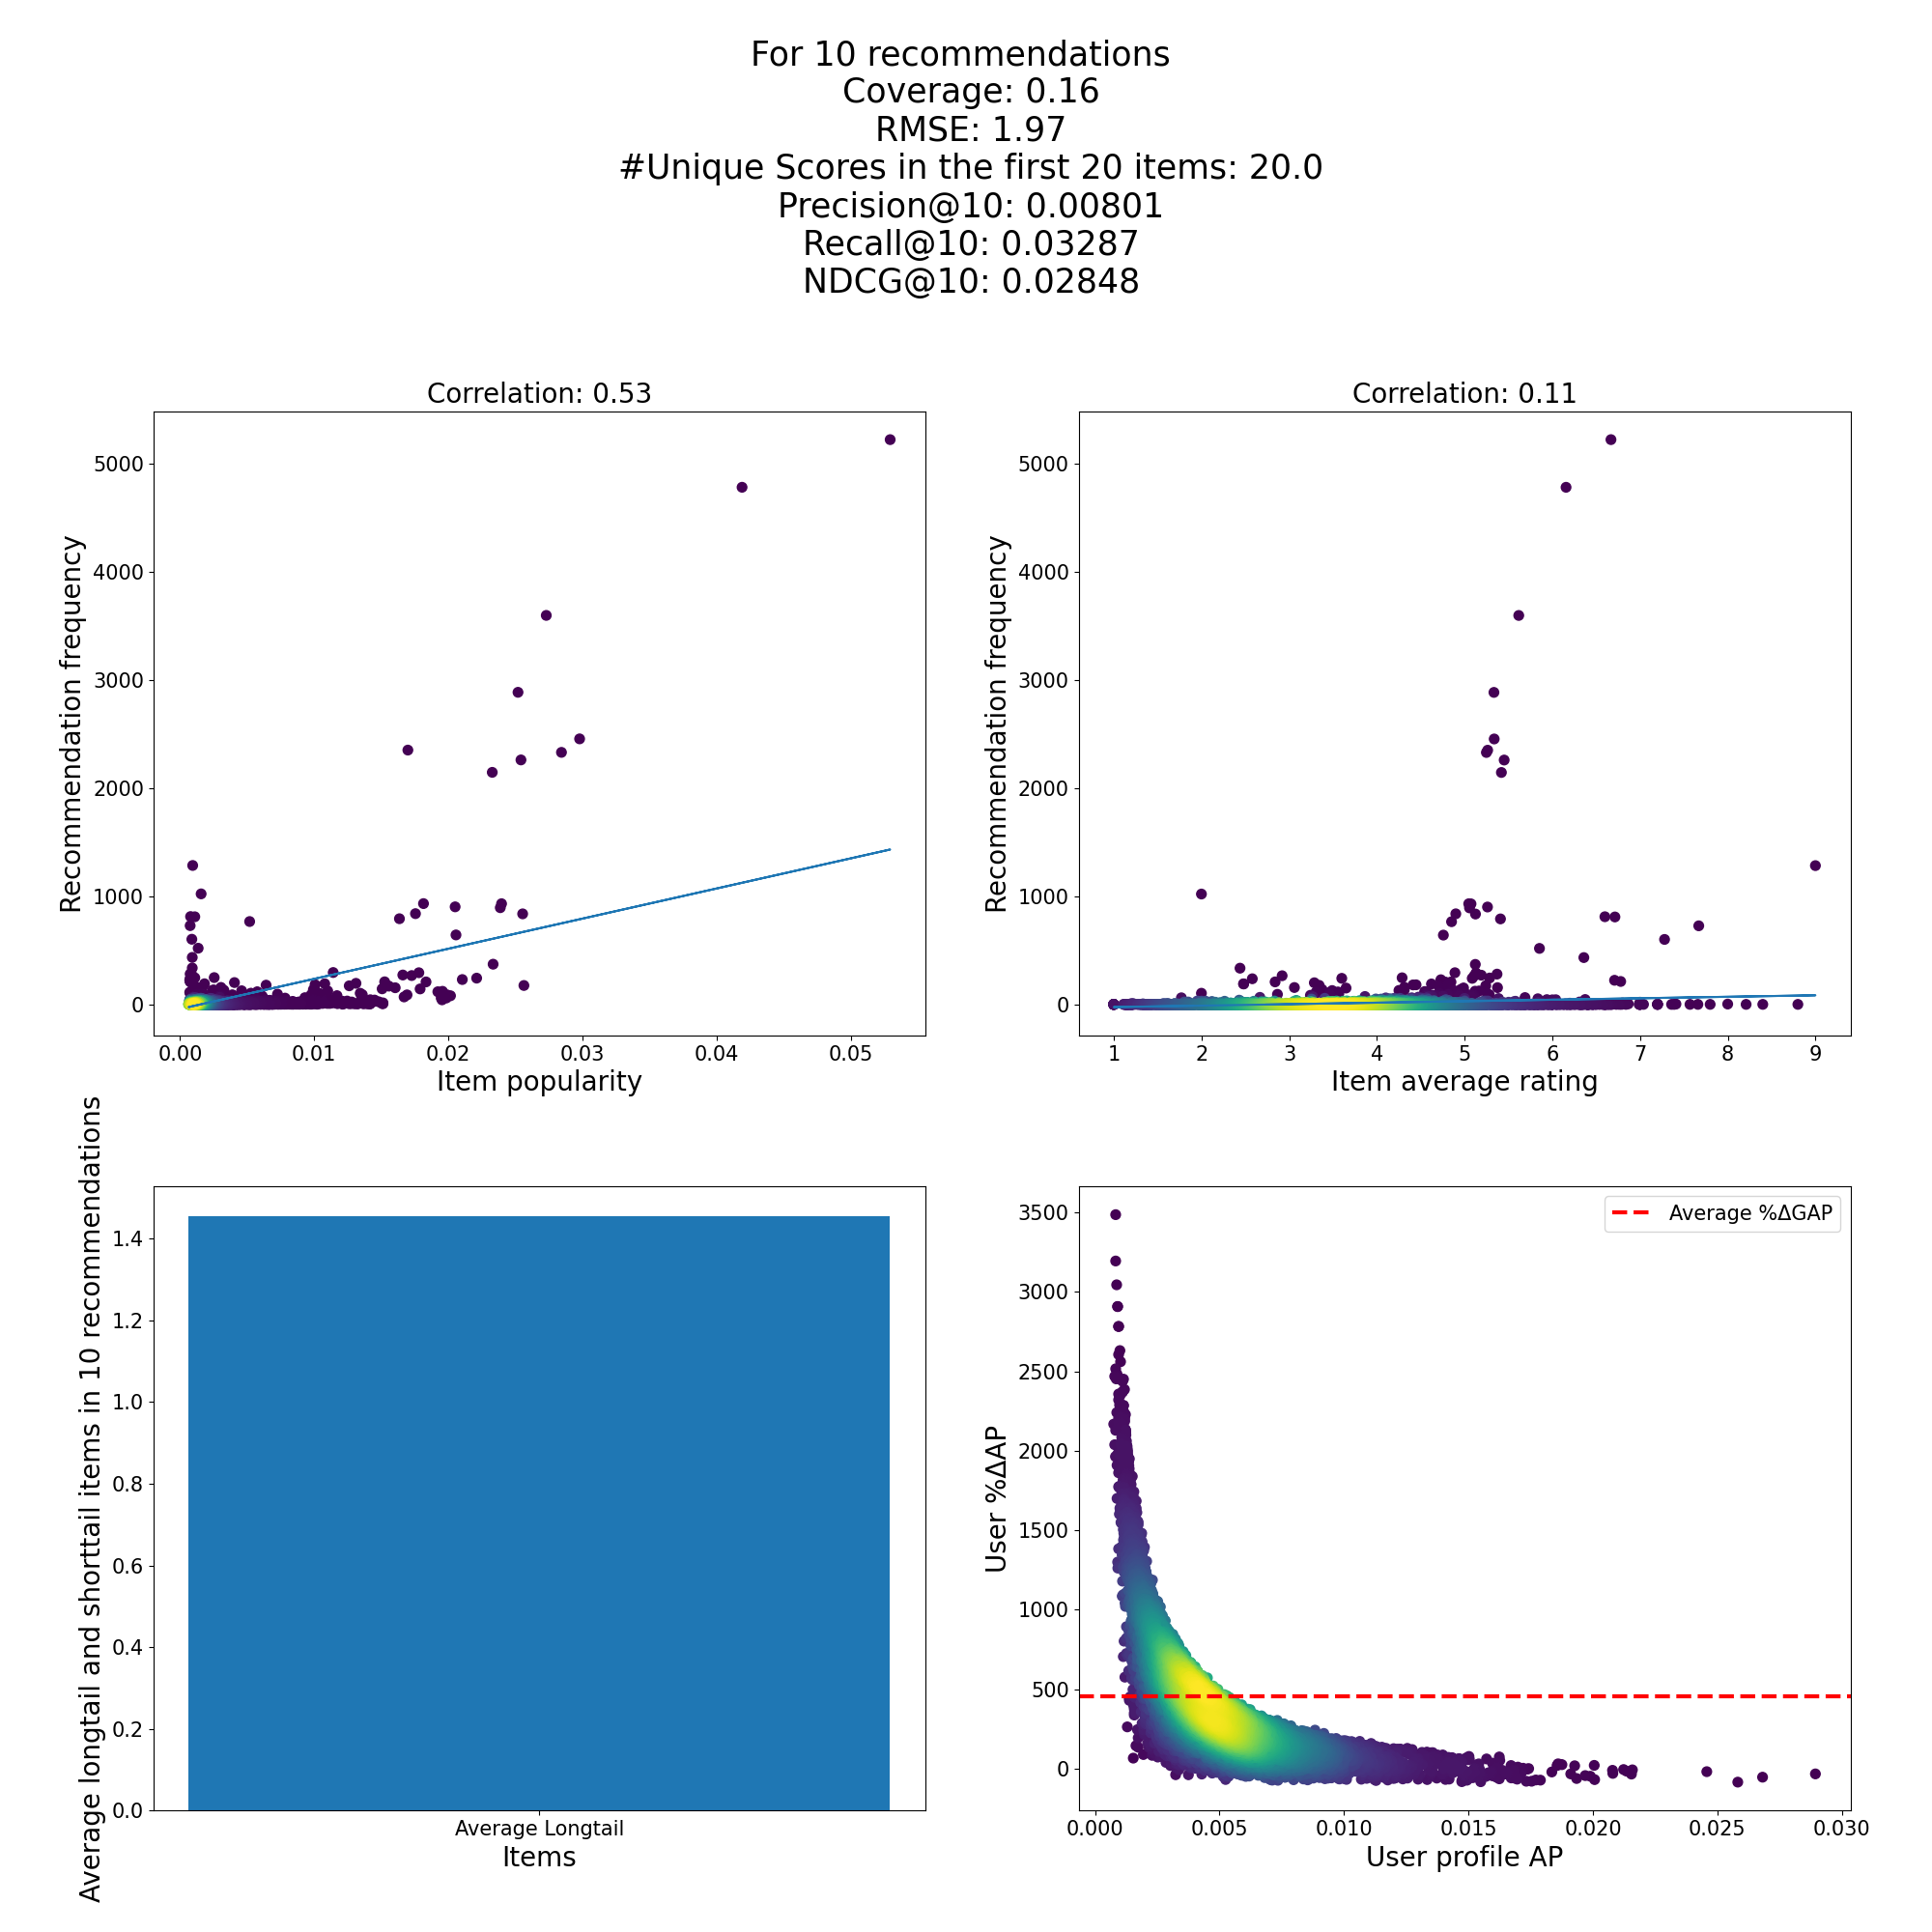 For 10 recommendations
Coverage: 0.16
RMSE: 1.97
#Unique Scores in the first 20 items: 20.0
Precision@10: 0.00801
Recall@10: 0.03287
NDCG@10: 0.02848
Correlation: 0.53
Recommendation frequency
5000
4000
3000
2000
1000
0
0.00 0.01 0.02 0.03 0.04 0.05
Item popularity
Correlation: 0.11
Recommendation frequency
5000
4000
3000
2000
1000
0
1 2 3 4 5 6 7 8 9
Item average rating
Average longtail and shorttail items in 10 recommendations
1.4
1.2
1.0
0.8
0.6
0.4
0.2
0.0
Average Longtail
Items
User %ΔAP
3500
3000
2500
2000
1500
1000
500
0
Average %ΔGAP
0.000 0.005 0.010 0.015 0.020 0.025 0.030
User profile AP